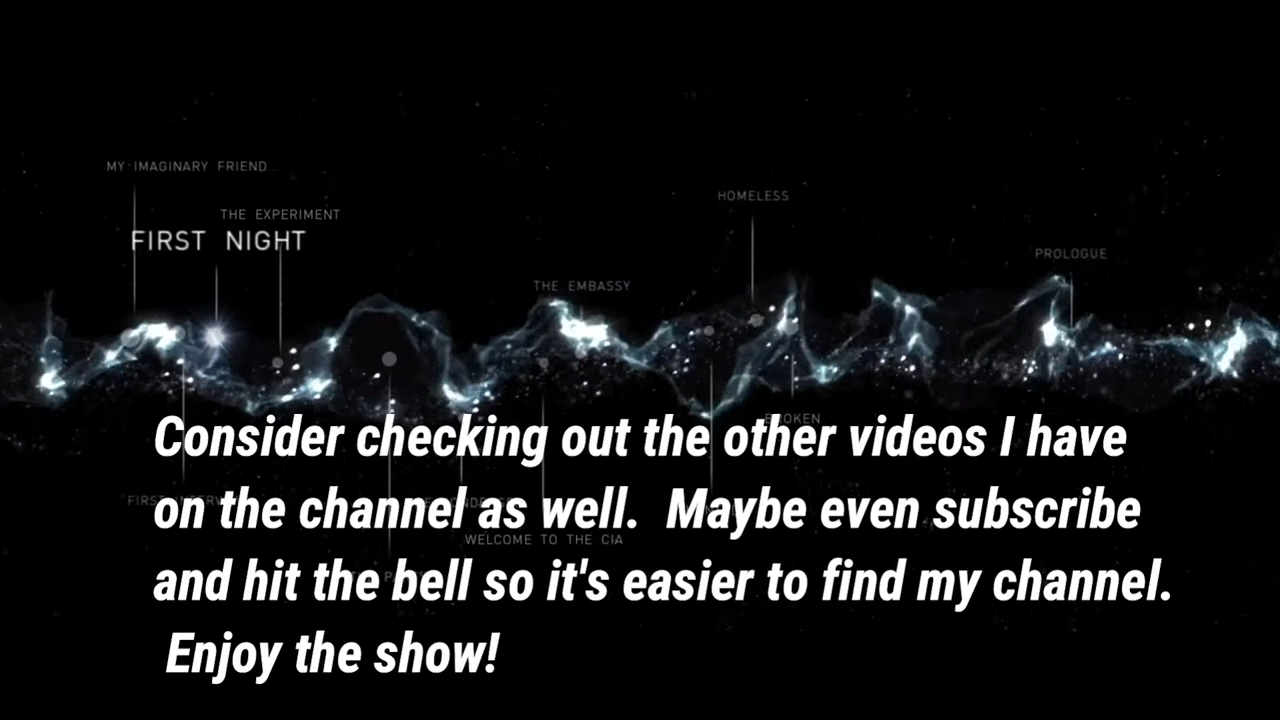 MY IMAGINARY FRIEND...
THE EXPERIMENT
FIRST NIGHT
HOMELESS
PROLOGUE
THE EMBASSY
Consider checking out the other videos I have
on the channel as well.  Maybe even subscribe
and hit the bell so it's easier to find my channel.
Enjoy the show!
WELCOME TO THE CIA